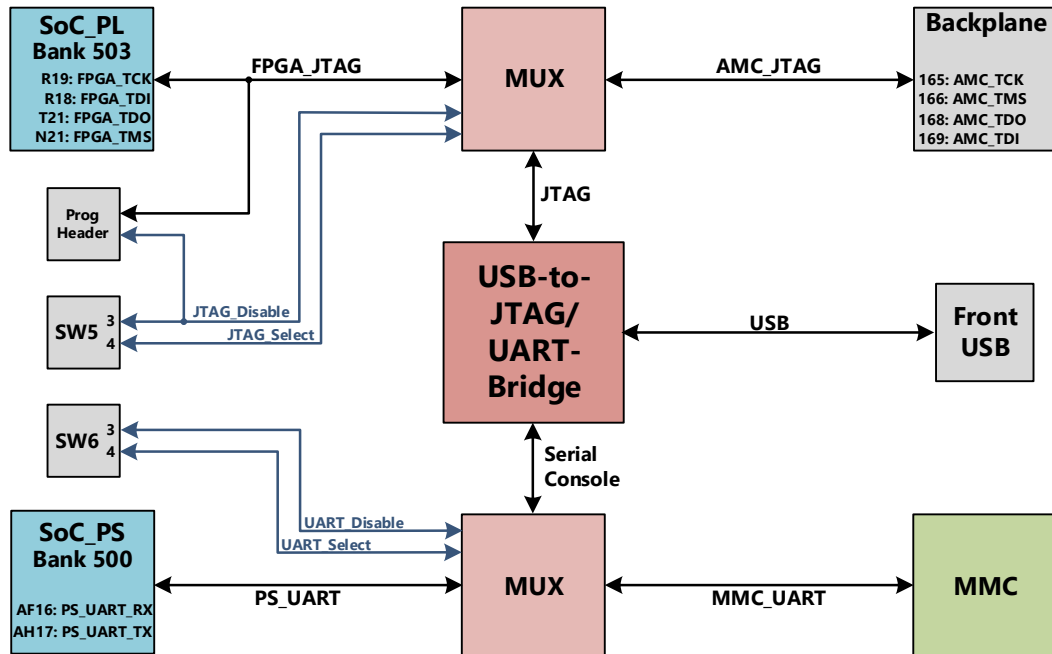 SoC_PL
Bank 503
R19: FPGA_TCK
R18: FPGA_TDI
T21: FPGA_TDO
N21: FPGA_TMS
FPGA_JTAG
MUX
AMC_JTAG
Backplane
165: AMC_TCK
166: AMC_TMS
168: AMC_TDO
169: AMC_TDI
JTAG
Prog
Header
USB-to-
JTAG/
UART-
Bridge
JTAG_Disable
JTAG_Select
SW5
3
4
USB
Front
USB
SW6
3
4
Serial
Console
UART_Disable
UART_Select
SoC_PS
Bank 500
AF16: PS_UART_RX
AH17: PS_UART_TX
PS_UART
MUX
MMC_UART
MMC